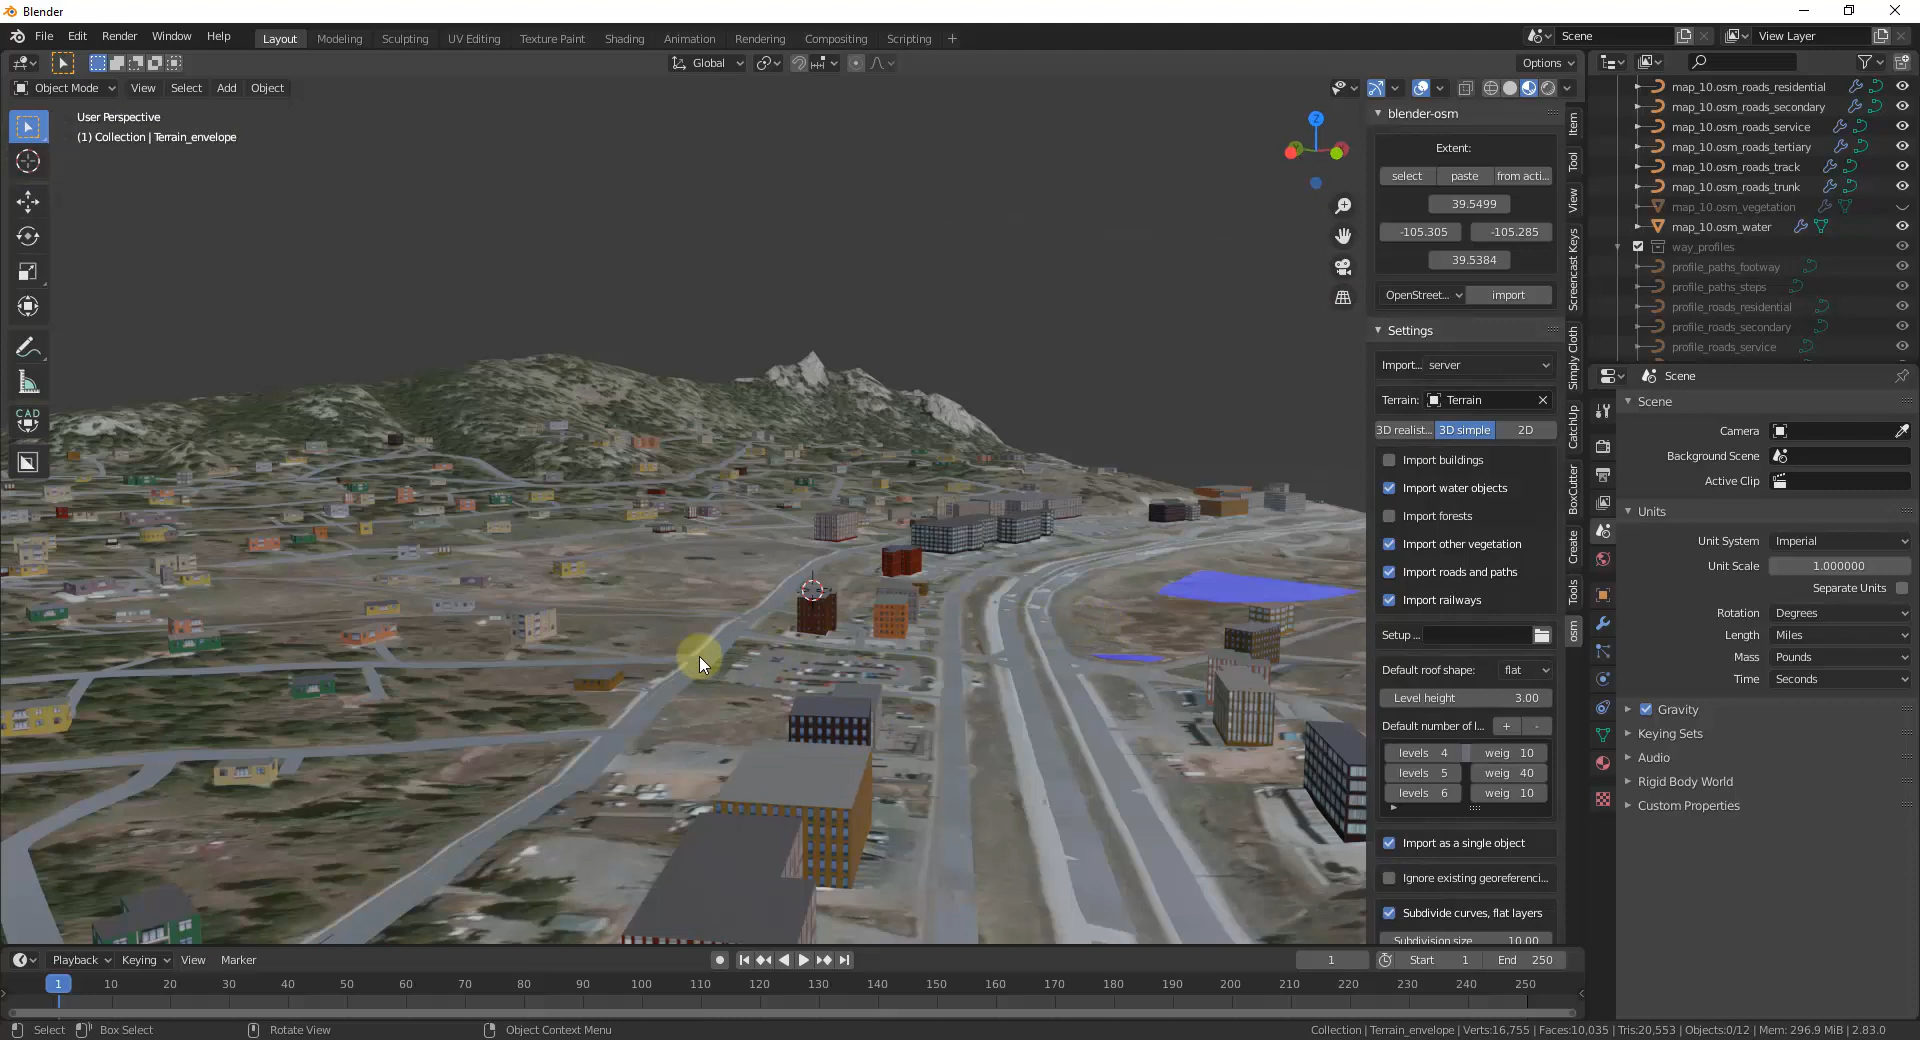 Blender
File Edit Render Window Help
Layout Modeling Sculpting UV Editing Texture Paint Shading Animation Rendering Compositing Scripting +
Scene
View Layer
Global
Options
Object Mode View Select Add Object
User Perspective
(1) Collection | Terrain_envelope
CAD
Z
Y
blender-osm
Extent:
select paste from acti...
39.5499
-105.305 -105.285
39.5384
OpenStreet... import
Settings
Import... server
Terrain: Terrain
3D realist... 3D simple 2D
Import buildings
Import water objects
Import forests
Import other vegetation
Import roads and paths
Import railways
Setup ...
Default roof shape: flat
Level height 3.00
Default number of l... + -
levels 4 weig 10
levels 5 weig 40
levels 6 weig 10
Import as a single object
Ignore existing georeferenci...
Subdivide curves, flat layers
Subdivision size 10.00
Item
Tool
View
Screencast Keys
Simply Cloth
CatchUp
BoxCutter
Create
Tools
osm
map_10.osm_roads_residential
map_10.osm_roads_secondary
map_10.osm_roads_service
map_10.osm_roads_tertiary
map_10.osm_roads_track
map_10.osm_roads_trunk
map_10.osm_vegetation
map_10.osm_water
way_profiles
profile_paths_footway
profile_paths_steps
profile_roads_residential
profile_roads_secondary
profile_roads_service
Scene
Scene
Camera
Background Scene
Active Clip
Units
Unit System Imperial
Unit Scale 1.000000
Separate Units
Rotation Degrees
Length Miles
Mass Pounds
Time Seconds
Gravity
Keying Sets
Audio
Rigid Body World
Custom Properties
Playback Keying View Marker
1 Start 1 End 250
1 10 20 30 40 50 60 70 80 90 100 110 120 130 140 150 160 170 180 190 200 210 220 230 240 250
Select Box Select Rotate View Object Context Menu
Collection | Terrain_envelope | Verts:16,755 | Faces:10,035 | Tris:20,553 | Objects:0/12 | Mem: 296.9 MiB | 2.83.0